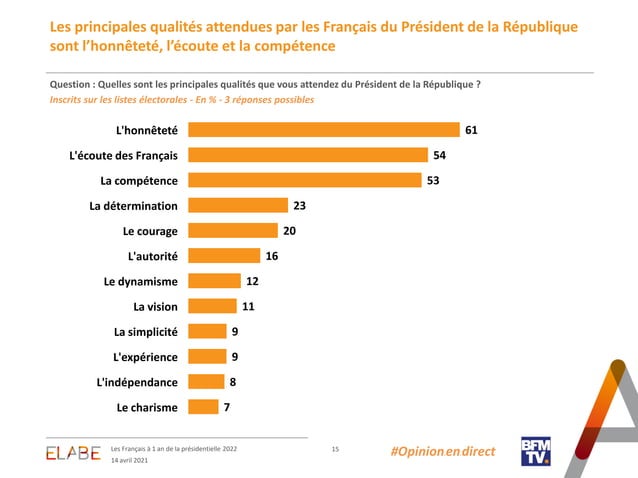 Les principales qualités attendues par les Français du Président de la République
sont l’honnêteté, l’écoute et la compétence
Question : Quelles sont les principales qualités que vous attendez du Président de la République ?
Inscrits sur les listes électorales - En % - 3 réponses possibles
L'honnêteté 61
L'écoute des Français 54
La compétence 53
La détermination 23
Le courage 20
L'autorité 16
Le dynamisme 12
La vision 11
La simplicité 9
L'expérience 9
L'indépendance 8
Le charisme 7
ELABE
Les Français à 1 an de la présidentielle 2022
14 avril 2021
15
#Opinionendirect
BFM
TV.